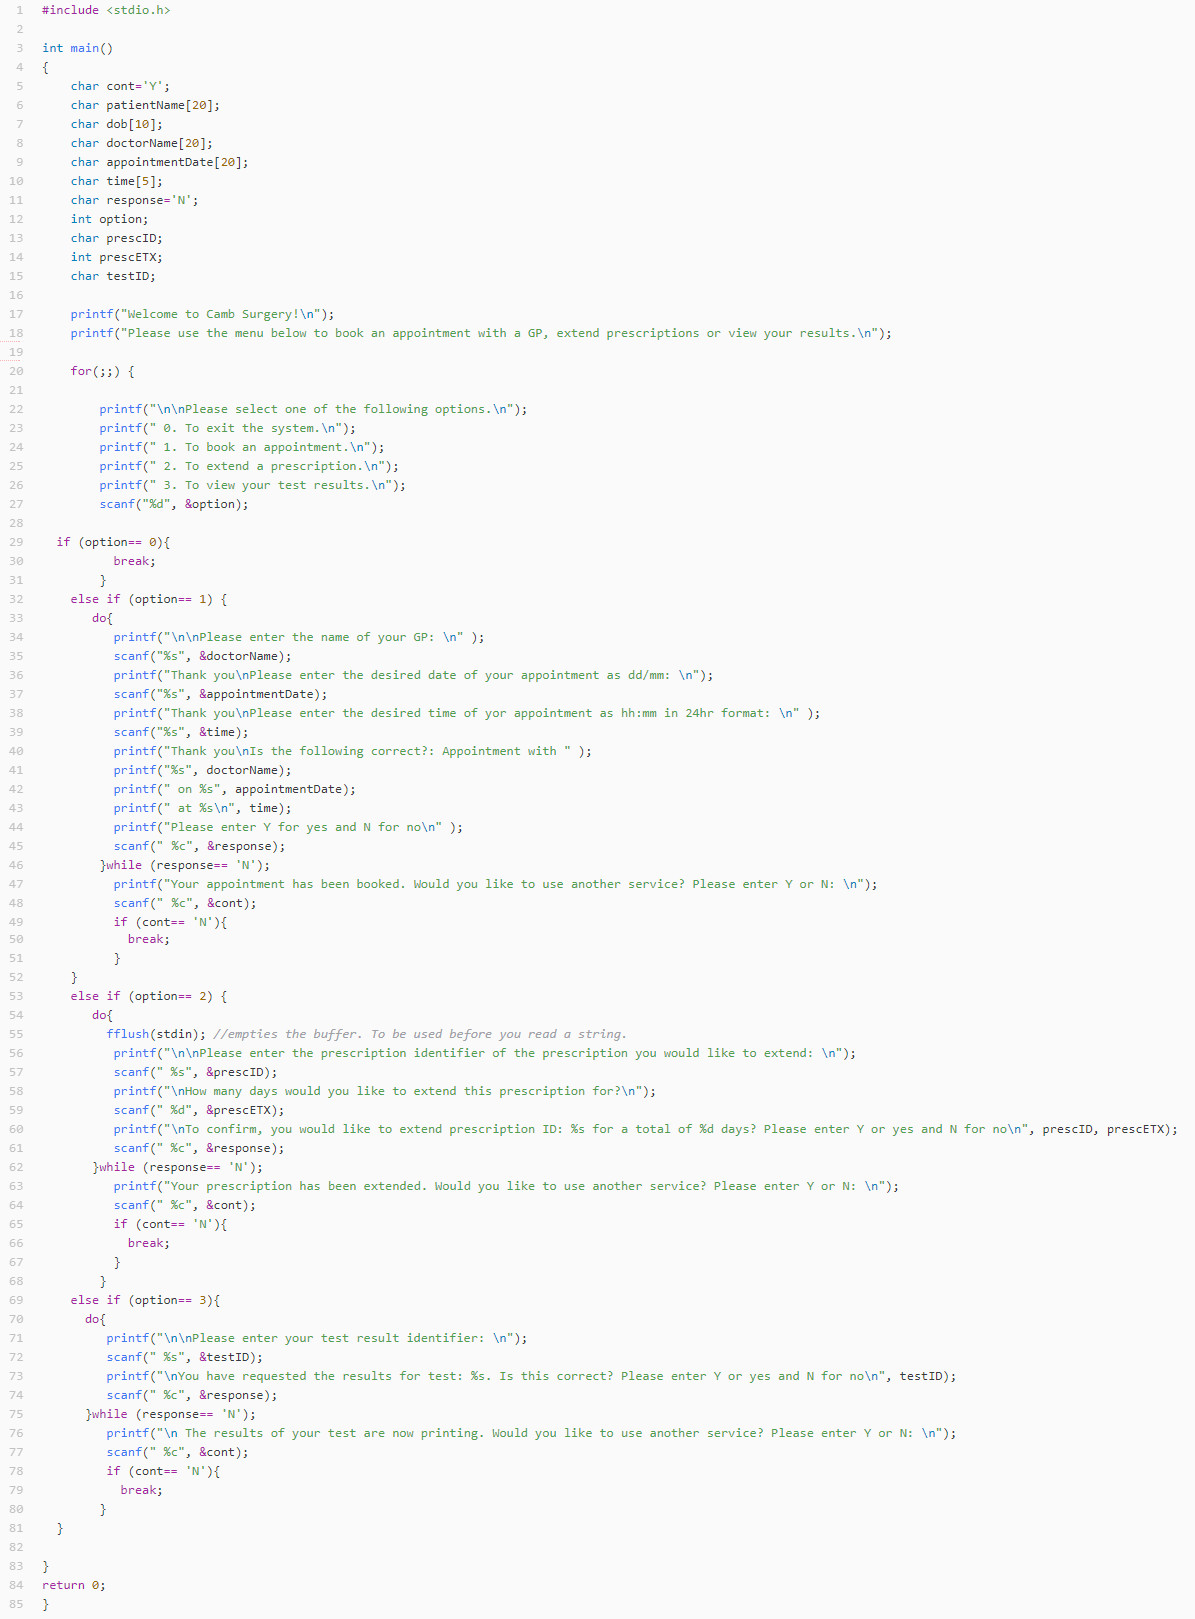 1 #include <stdio.h>
2
3 int main()
4 {
5 char cont='Y';
6 char patientName[20];
7 char dob[10];
8 char doctorName[20];
9 char appointmentDate[20];
10 char time[5];
11 char response='N';
12 int option;
13 char prescID;
14 int prescETX;
15 char testID;
16
17 printf("Welcome to Camb Surgery!\n");
18 printf("Please use the menu below to book an appointment with a GP, extend prescriptions or view your results.\n");
19
20 for(;;) {
21
22 printf("\n\nPlease select one of the following options.\n");
23 printf(" 0. To exit the system.\n");
24 printf(" 1. To book an appointment.\n");
25 printf(" 2. To extend a prescription.\n");
26 printf(" 3. To view your test results.\n");
27 scanf("%d", &option);
28
29 if (option== 0){
30 break;
31 }
32 else if (option== 1) {
33 do{
34 printf("\n\nPlease enter the name of your GP: \n" );
35 scanf("%s", &doctorName);
36 printf("Thank you\nPlease enter the desired date of your appointment as dd/mm: \n");
37 scanf("%s", &appointmentDate);
38 printf("Thank you\nPlease enter the desired time of yor appointment as hh:mm in 24hr format: \n" );
39 scanf("%s", &time);
40 printf("Thank you\nIs the following correct?: Appointment with " );
41 printf("%s", doctorName);
42 printf(" on %s", appointmentDate);
43 printf(" at %s\n", time);
44 printf("Please enter Y for yes and N for no\n" );
45 scanf(" %c", &response);
46 }while (response== 'N');
47 printf("Your appointment has been booked. Would you like to use another service? Please enter Y or N: \n");
48 scanf(" %c", &cont);
49 if (cont== 'N'){
50 break;
51 }
52 }
53 else if (option== 2) {
54 do{
55 fflush(stdin); //empties the buffer. To be used before you read a string.
56 printf("\n\nPlease enter the prescription identifier of the prescription you would like to extend: \n");
57 scanf(" %s", &prescID);
58 printf("\nHow many days would you like to extend this prescription for?\n");
59 scanf(" %d", &prescETX);
60 printf("\nTo confirm, you would like to extend prescription ID: %s for a total of %d days? Please enter Y or yes and N for no\n", prescID, prescETX);
61 scanf(" %c", &response);
62 }while (response== 'N');
63 printf("Your prescription has been extended. Would you like to use another service? Please enter Y or N: \n");
64 scanf(" %c", &cont);
65 if (cont== 'N'){
66 break;
67 }
68 }
69 else if (option== 3){
70 do{
71 printf("\n\nPlease enter your test result identifier: \n");
72 scanf(" %s", &testID);
73 printf("\nYou have requested the results for test: %s. Is this correct? Please enter Y or yes and N for no\n", testID);
74 scanf(" %c", &response);
75 }while (response== 'N');
76 printf("\n The results of your test are now printing. Would you like to use another service? Please enter Y or N: \n");
77 scanf(" %c", &cont);
78 if (cont== 'N'){
79 break;
80 }
81 }
82
83 }
84 return 0;
85 }